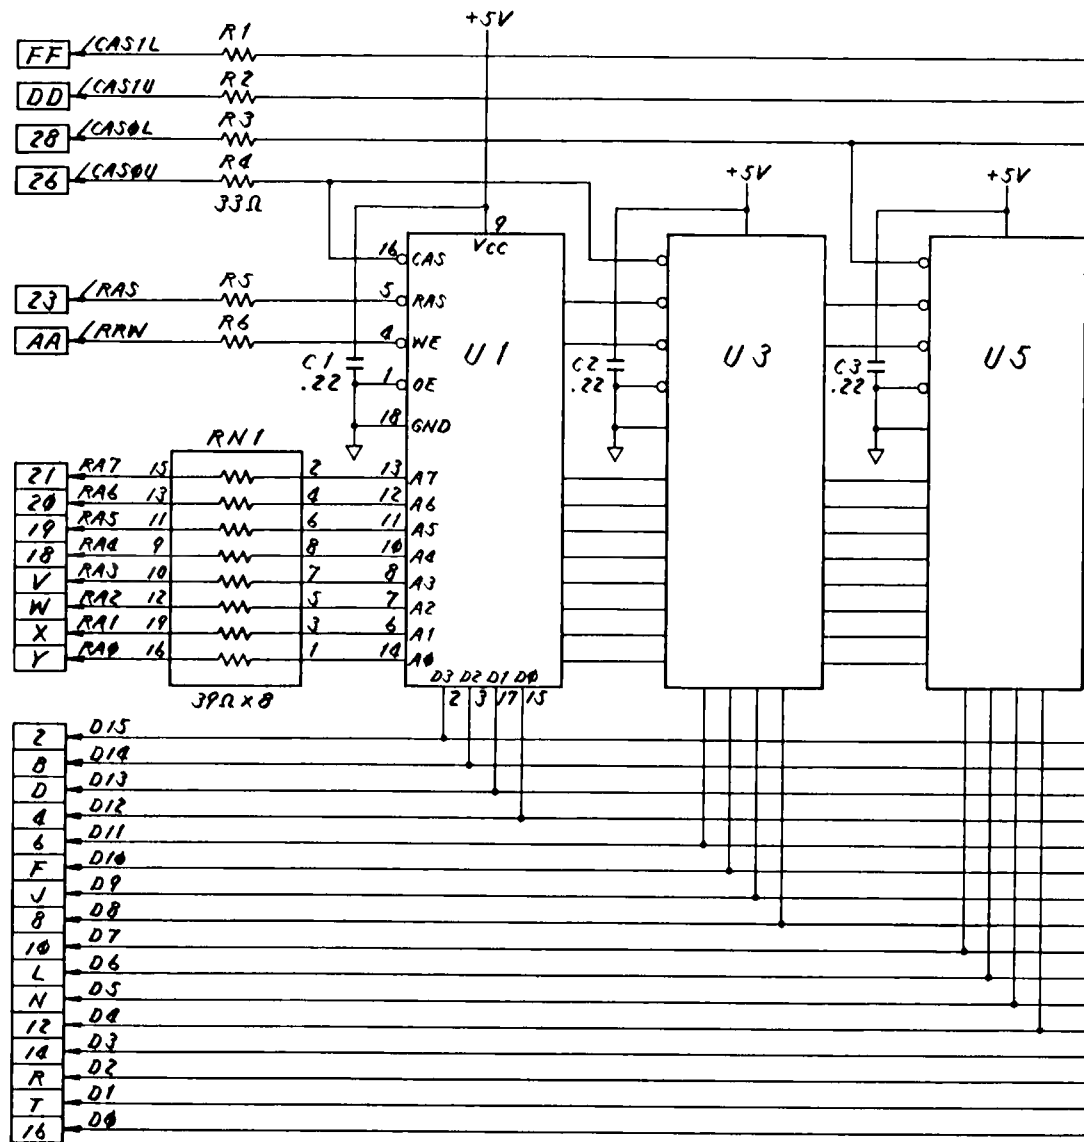 +5V
FF /CAS1L R1
DD /CAS1U R2
28 /CASØL R3
26 /CASØU R4
33Ω
+5V
+5V
9
VCC
16 CAS
23 /RAS R5 5 RAS
AA /RRW R6 4 WE
U1
U3
U5
C1
.22
C2
.22
C3
.22
1 OE
18 GND
RN1
21 RA7 15 2 13 A7
2Ø RA6 13 4 12 A6
19 RA5 11 6 11 A5
18 RA4 9 8 1Ø A4
V RA3 10 7 8 A3
W RA2 12 5 7 A2
X RA1 19 3 6 A1
Y RAØ 16 1 14 AØ
39Ω x 8
D3 D2 D1 DØ
2 3 17 15
2 D15
B D14
D D13
4 D12
6 D11
F D1Ø
J D9
8 D8
1Ø D7
L D6
N D5
12 D4
14 D3
R D2
T D1
16 DØ